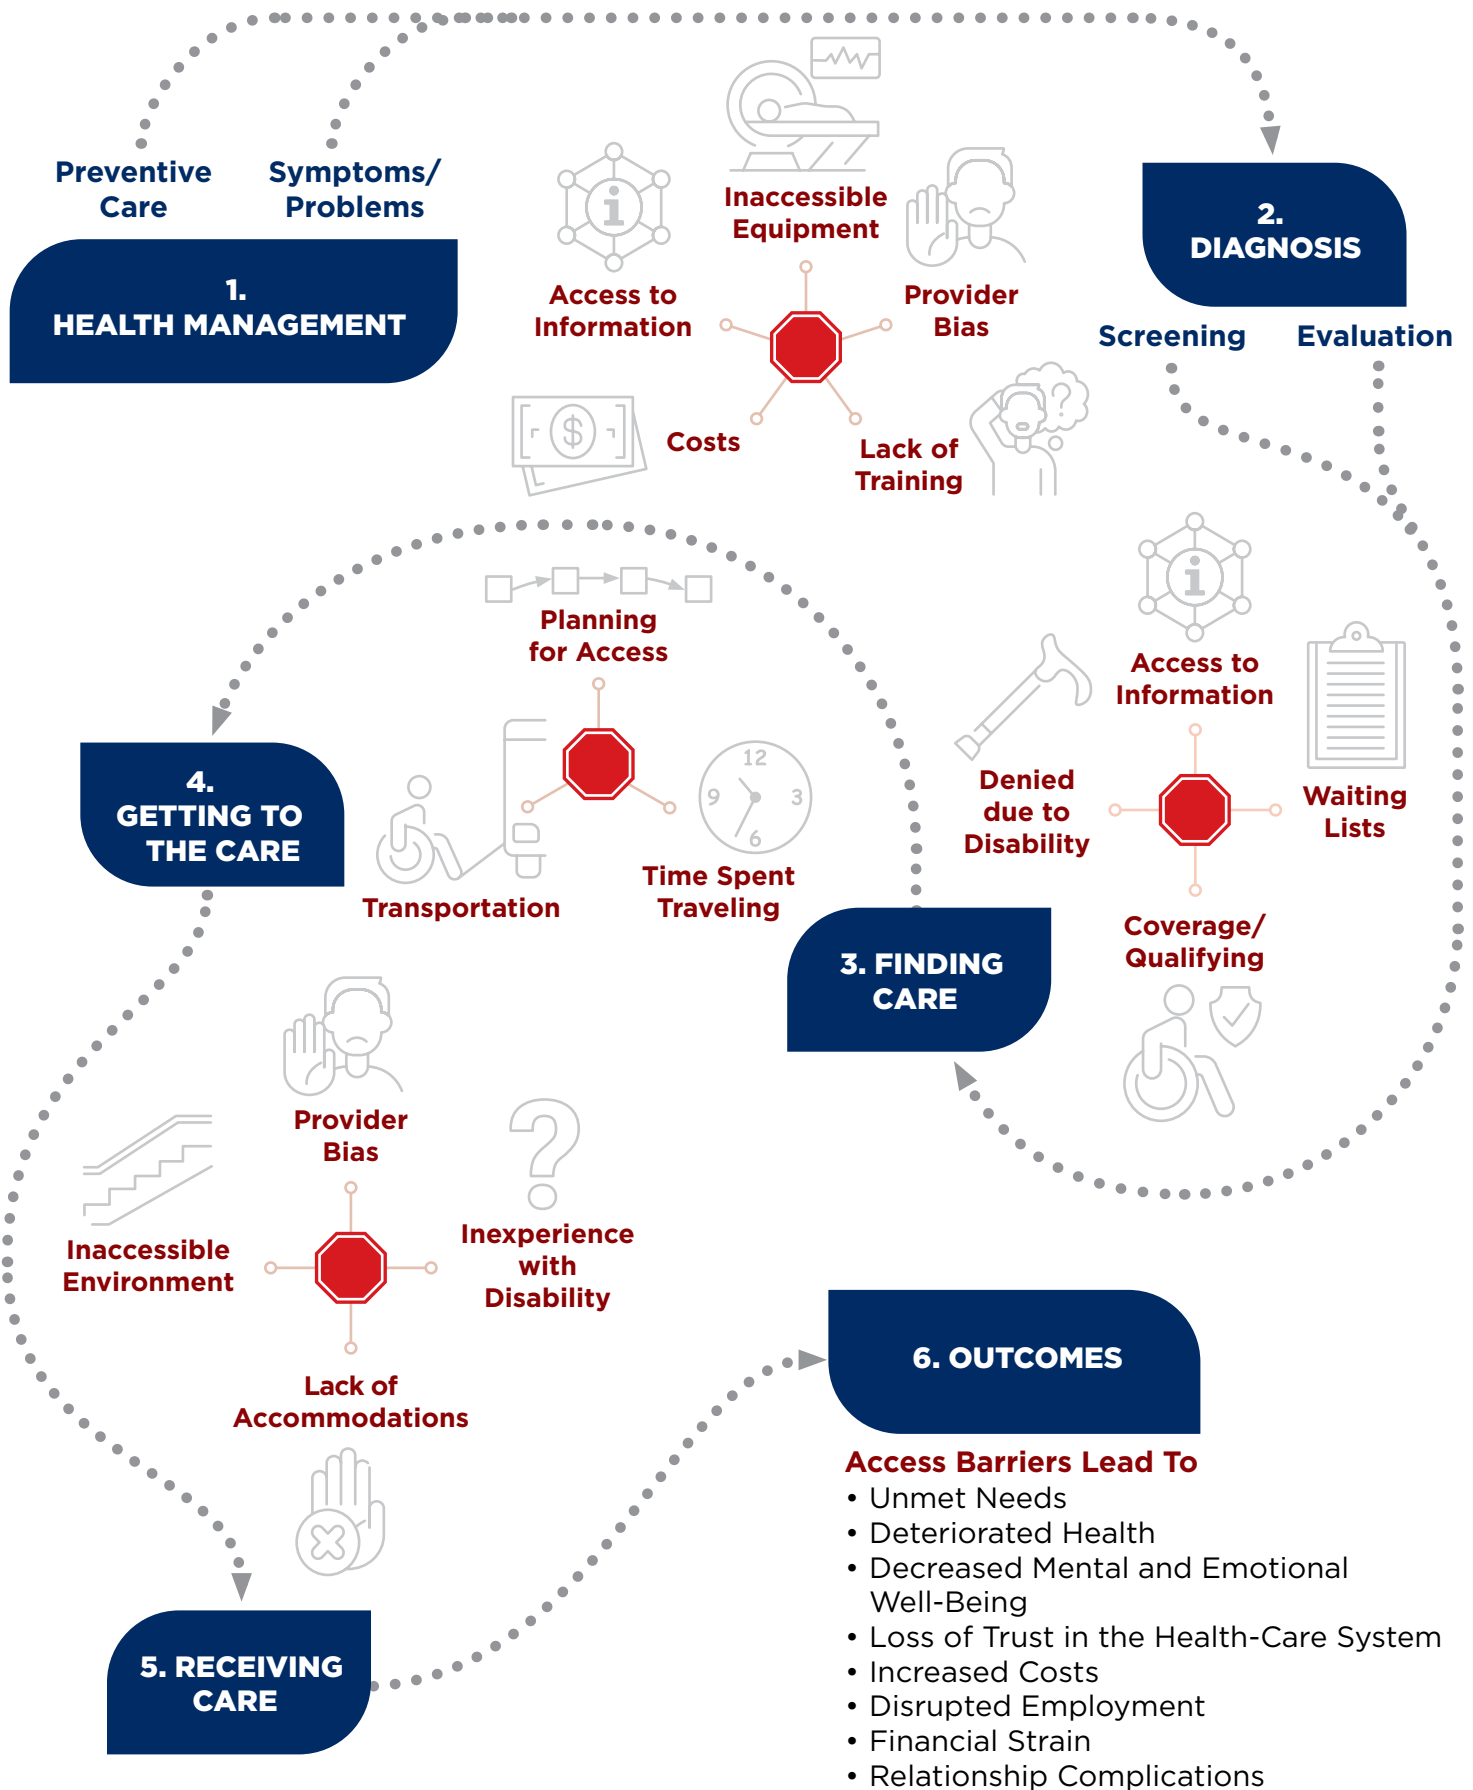 Preventive
Care
Symptoms/
Problems
1.
HEALTH MANAGEMENT
Inaccessible
Equipment
Access to
Information
Provider
Bias
Costs
$
Lack of
Training
?
2.
DIAGNOSIS
Screening
Evaluation
i
Access to
Information
i
Denied
due to
Disability
Waiting
Lists
Coverage/
Qualifying
3. FINDING
CARE
Planning
for Access
Transportation
12
9
3
6
Time Spent
Traveling
4.
GETTING TO
THE CARE
Provider
Bias
Inaccessible
Environment
?
Inexperience
with
Disability
Lack of
Accommodations
5. RECEIVING
CARE
6. OUTCOMES
Access Barriers Lead To
• Unmet Needs
• Deteriorated Health
• Decreased Mental and Emotional
Well-Being
• Loss of Trust in the Health-Care System
• Increased Costs
• Disrupted Employment
• Financial Strain
• Relationship Complications